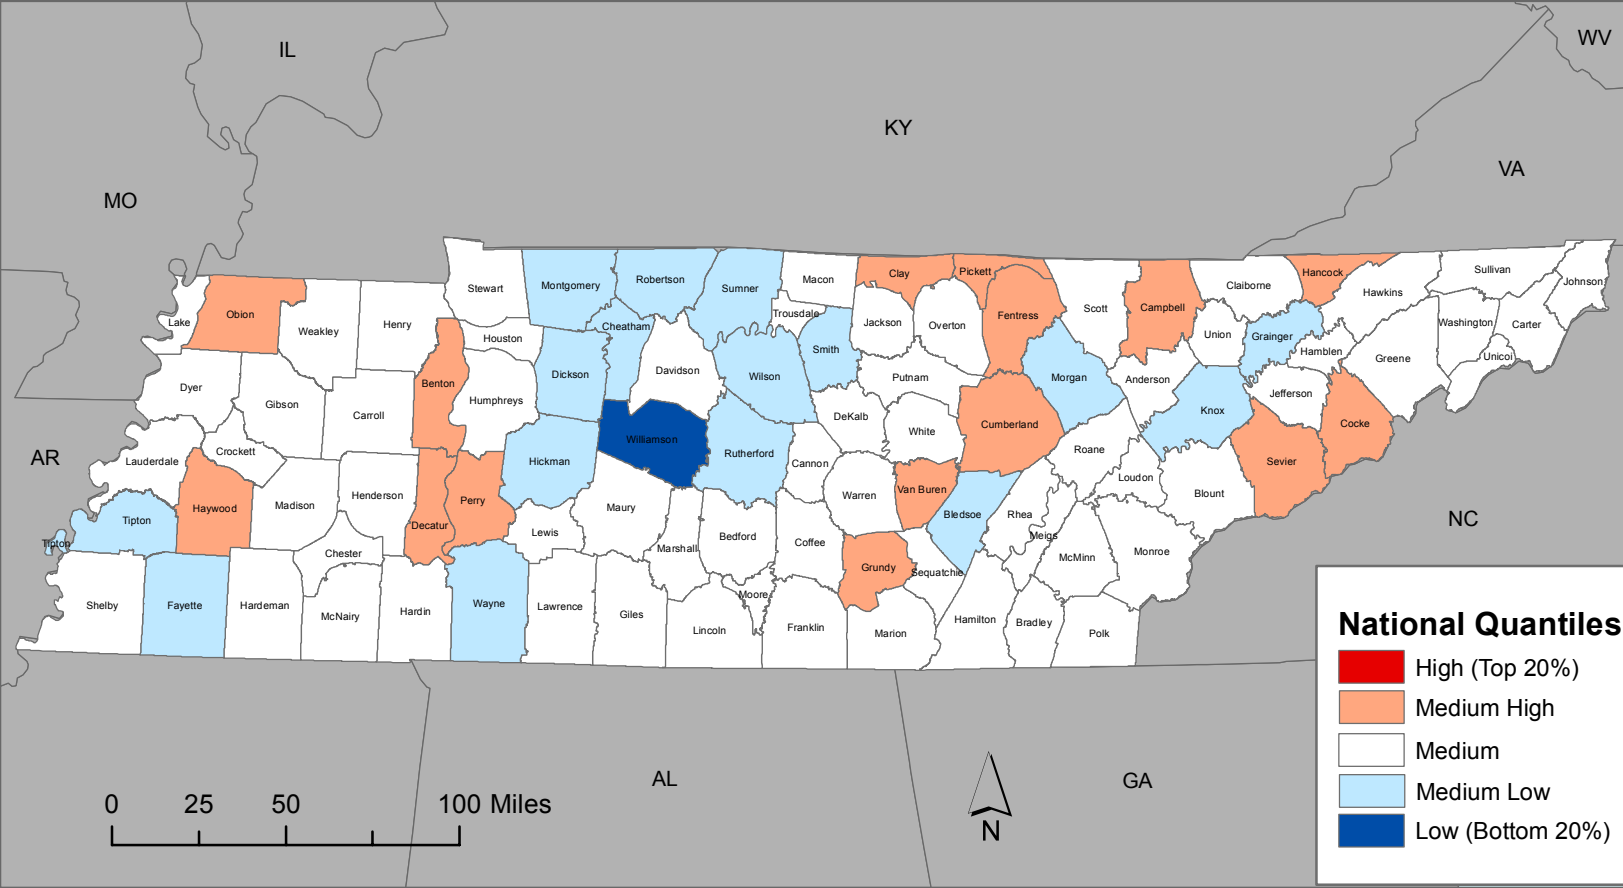 IL
WV
KY
VA
MO
AR
NC
AL
GA
Stewart
Montgomery
Robertson
Sumner
Macon
Clay
Pickett
Hancock
Sullivan
Johnson
Lake
Obion
Weakley
Henry
Houston
Cheatham
Trousdale
Jackson
Overton
Fentress
Scott
Campbell
Claiborne
Union
Grainger
Hawkins
Hamblen
Washington
Carter
Unicoi
Greene
Dyer
Gibson
Carroll
Benton
Humphreys
Dickson
Davidson
Wilson
Smith
Putnam
Morgan
Anderson
Knox
Jefferson
Cocke
Lauderdale
Crockett
Haywood
Madison
Henderson
Decatur
Perry
Hickman
Williamson
Rutherford
Cannon
DeKalb
White
Cumberland
Roane
Loudon
Blount
Sevier
Tipton
Tipton
Chester
Lewis
Maury
Marshall
Bedford
Coffee
Warren
Van Buren
Bledsoe
Rhea
Meigs
McMinn
Monroe
Shelby
Fayette
Hardeman
McNairy
Hardin
Wayne
Lawrence
Giles
Lincoln
Moore
Franklin
Grundy
Marion
Sequatchie
Hamilton
Bradley
Polk
0 25 50 100 Miles
N
National Quantiles
High (Top 20%)
Medium High
Medium
Medium Low
Low (Bottom 20%)